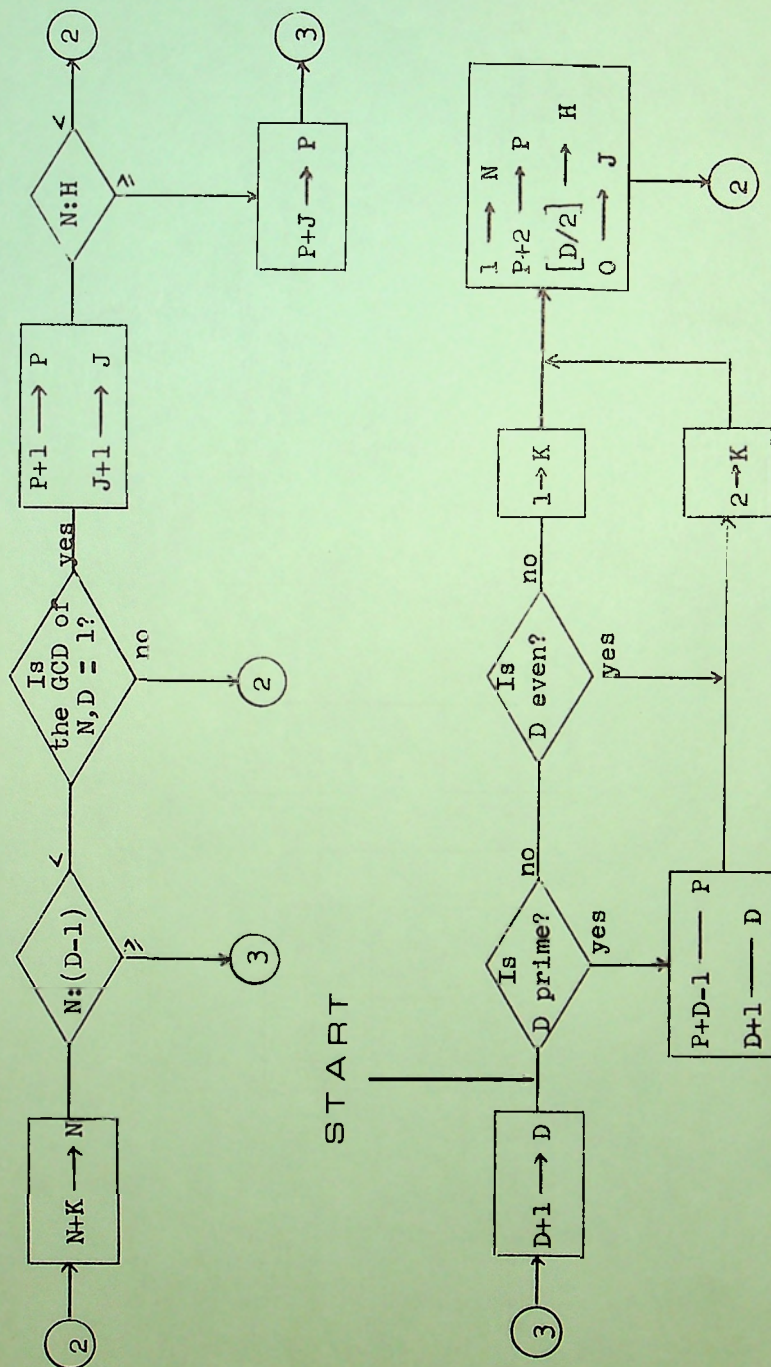 2
N+K → N
N:(D-1)
<
≥
3
Is
the GCD of
N,D = 1?
yes
no
2
P+1 → P
J+1 → J
N:H
<
2
≥
P+J → P
3
START
3
D+1 → D
Is
D prime?
no
yes
P+D-1 — P
D+1 — D
Is
D even?
no
yes
1→K
2→K
1 → N
P+2 → P
[D/2] → H
0 → J
2